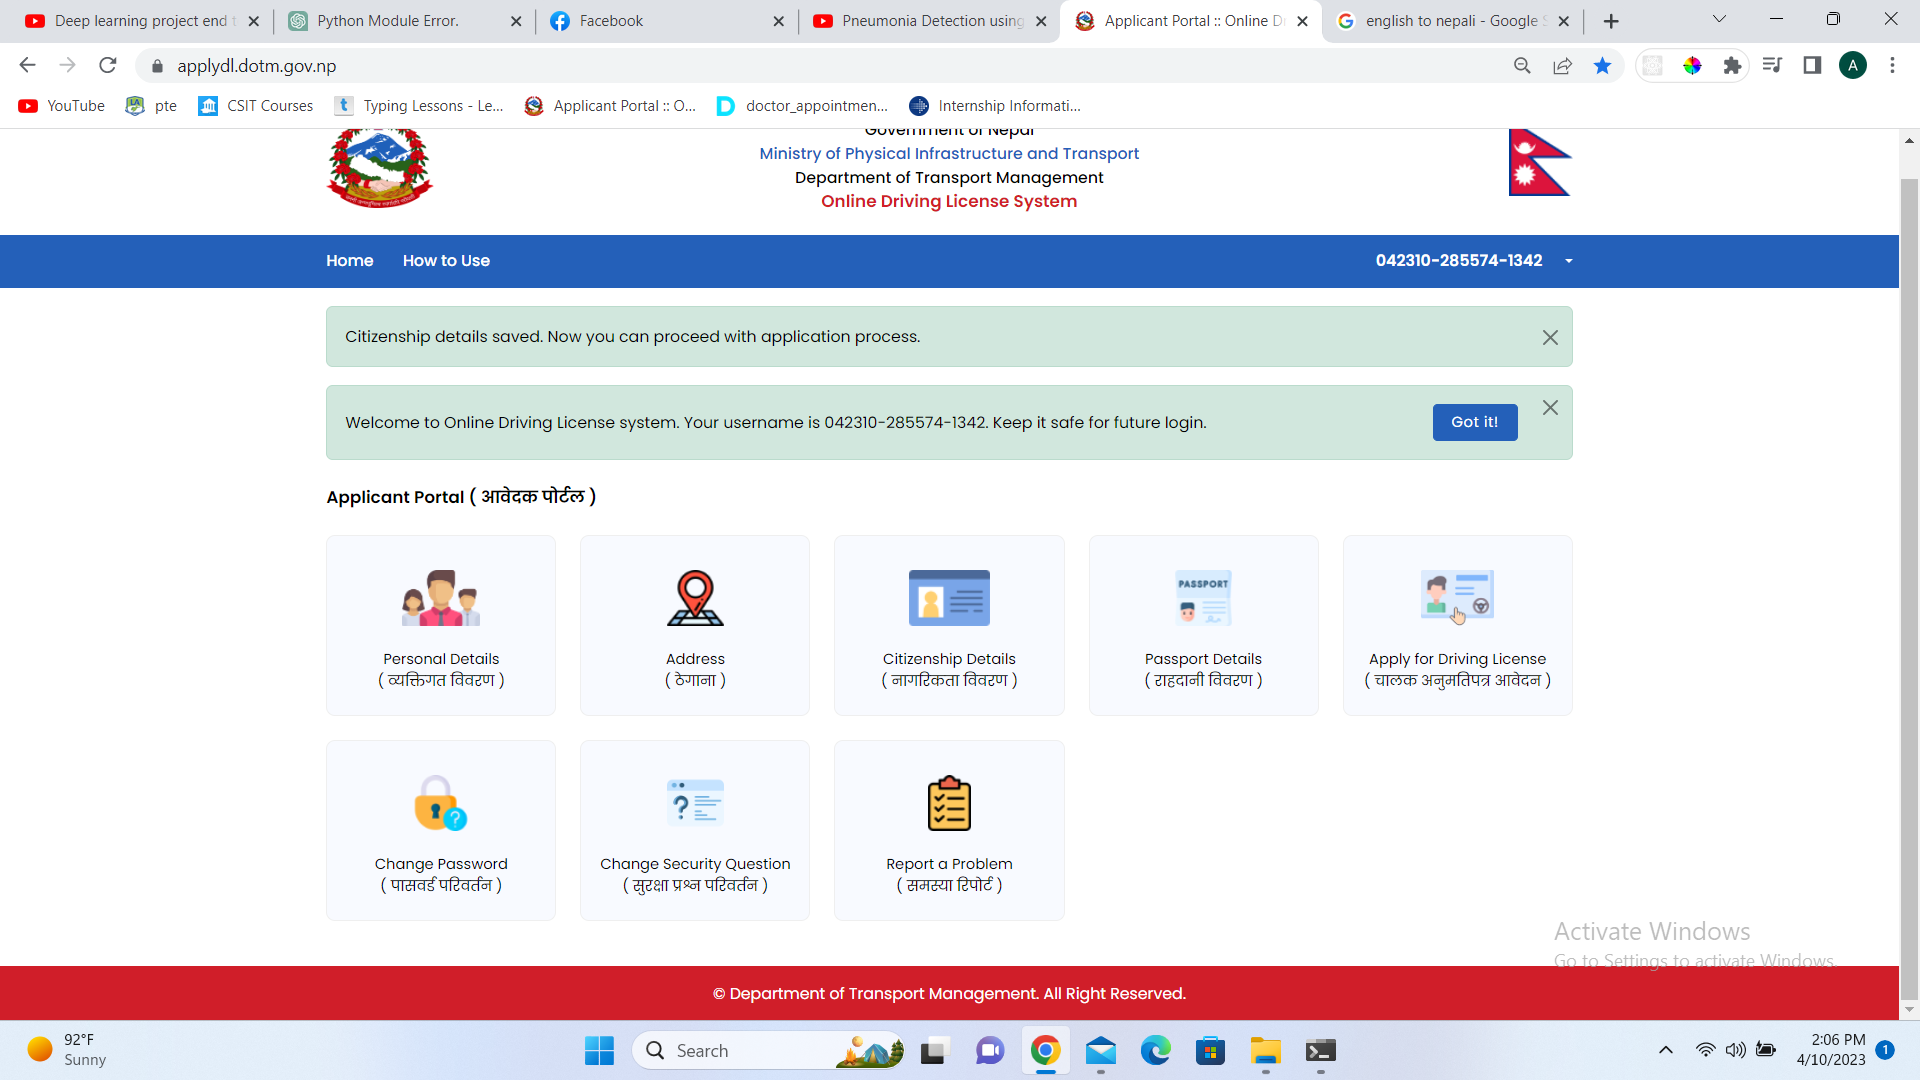 Deep learning project end t
Python Module Error.
Facebook
Pneumonia Detection using
Applicant Portal :: Online Dr
english to nepali - Google S
applydl.dotm.gov.np
A
YouTube
pte
CSIT Courses
Typing Lessons - Le...
Applicant Portal :: O...
doctor_appointmen...
Internship Informati...
Government of Nepal
Ministry of Physical Infrastructure and Transport
Department of Transport Management
Online Driving License System
Home
How to Use
042310-285574-1342
Citizenship details saved. Now you can proceed with application process.
Welcome to Online Driving License system. Your username is 042310-285574-1342. Keep it safe for future login.
Got it!
Applicant Portal ( आवेदक पोर्टल )
PASSPORT
Personal Details
( व्यक्तिगत विवरण )
Address
( ठेगाना )
Citizenship Details
( नागरिकता विवरण )
Passport Details
( राहदानी विवरण )
Apply for Driving License
( चालक अनुमतिपत्र आवेदन )
Change Password
( पासवर्ड परिवर्तन )
Change Security Question
( सुरक्षा प्रश्न परिवर्तन )
Report a Problem
( समस्या रिपोर्ट )
Activate Windows
Go to Settings to activate Windows.
© Department of Transport Management. All Right Reserved.
92°F
Sunny
Search
2:06 PM
4/10/2023
1